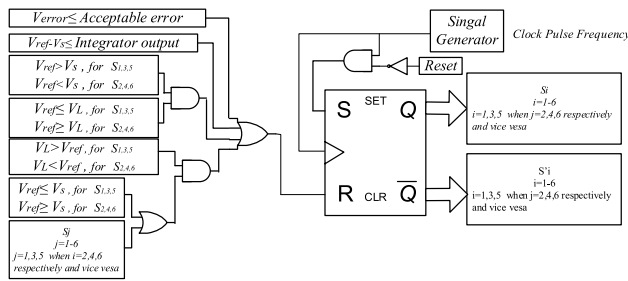 Verror≤ Acceptable error
Vref-Vs≤ Integrator output
Vref>Vs , for S1,3,5
Vref<Vs , for S2,4,6
Vref≤ VL , for S1,3,5
Vref≥ VL , for S2,4,6
VL>Vref , for S1,3,5
VL<Vref , for S2,4,6
Vref≤ Vs , for S1,3,5
Vref≥ Vs , for S2,4,6
Sj
j=1-6
j=1,3,5 when i=2,4,6
respectively and vice vesa
Singal
Generator
Clock Pulse Frequency
Reset
S SET Q
R CLR Q
Si
i=1-6
i=1,3,5 when j=2,4,6 respectively
and vice vesa
S'i
i=1-6
i=1,3,5 when j=2,4,6 respectively
and vice vesa